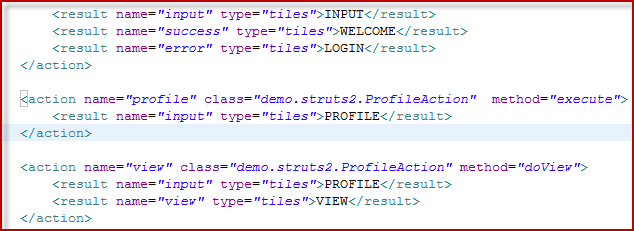 <result name="input" type="tiles">INPUT</result>
<result name="success" type="tiles">WELCOME</result>
<result name="error" type="tiles">LOGIN</result>
</action>
<action name="profile" class="demo.struts2.ProfileAction"  method="execute">
<result name="input" type="tiles">PROFILE</result>
</action>
<action name="view" class="demo.struts2.ProfileAction" method="doView">
<result name="input" type="tiles">PROFILE</result>
<result name="view" type="tiles">VIEW</result>
</action>